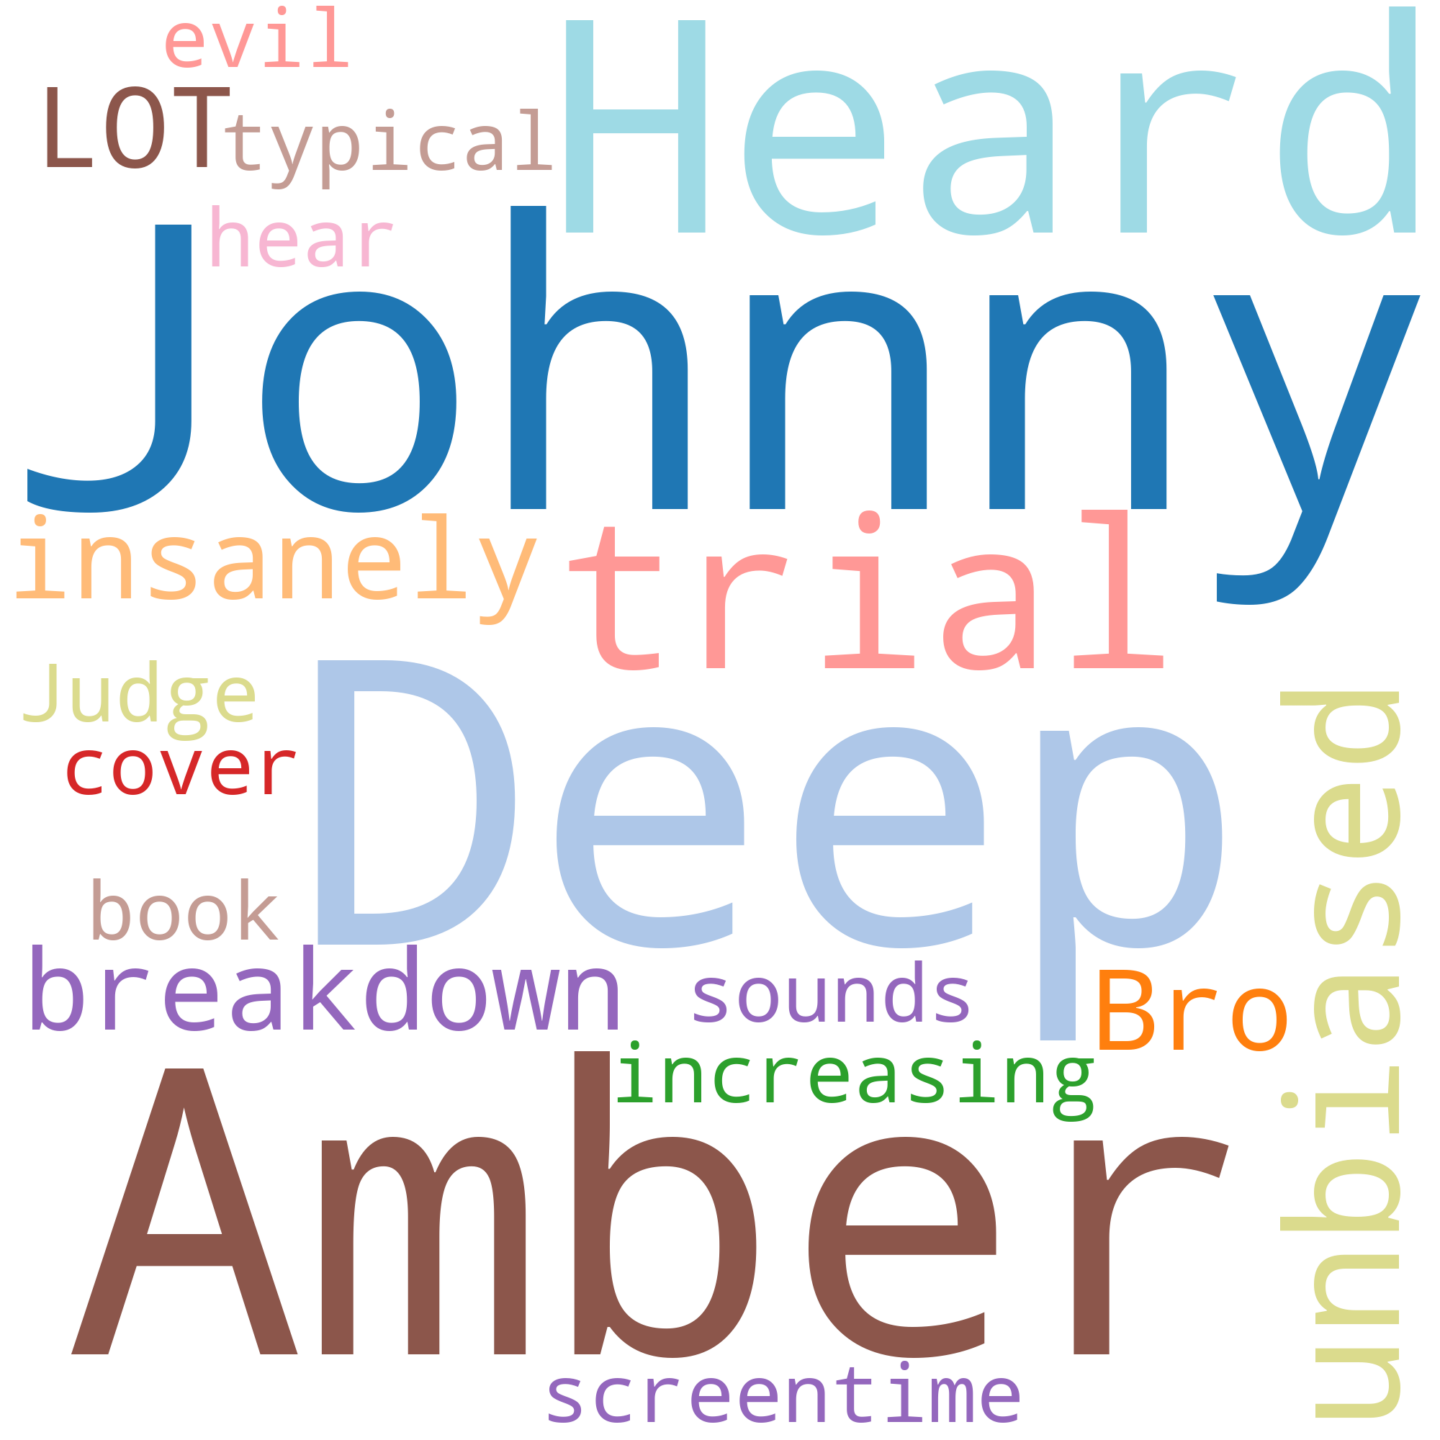 evil
Heard
LOT
typical
hear
Johnny
insanely
trial
Judge
Deep
cover
unbiased
book
breakdown
sounds
Bro
increasing
Amber
screentime